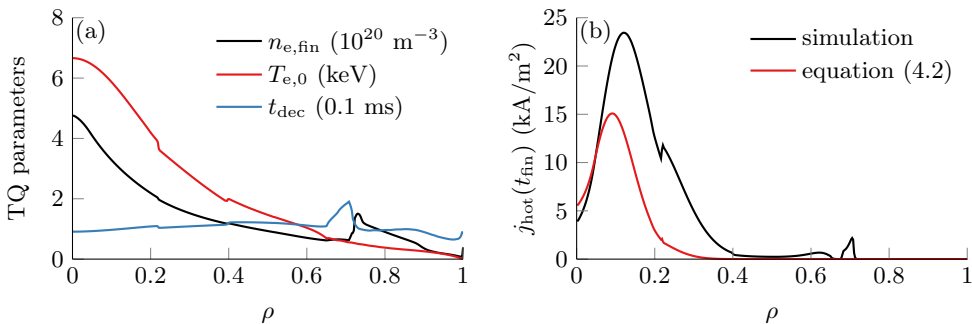 (a)
n_e,fin (10^20 m^−3)
T_e,0 (keV)
t_dec (0.1 ms)
TQ parameters
8
6
4
2
0
0 0.2 0.4 0.6 0.8 1
ρ
(b)
simulation
equation (4.2)
j_hot(t_fin) (kA/m^2)
25
20
15
10
5
0
0 0.2 0.4 0.6 0.8 1
ρ